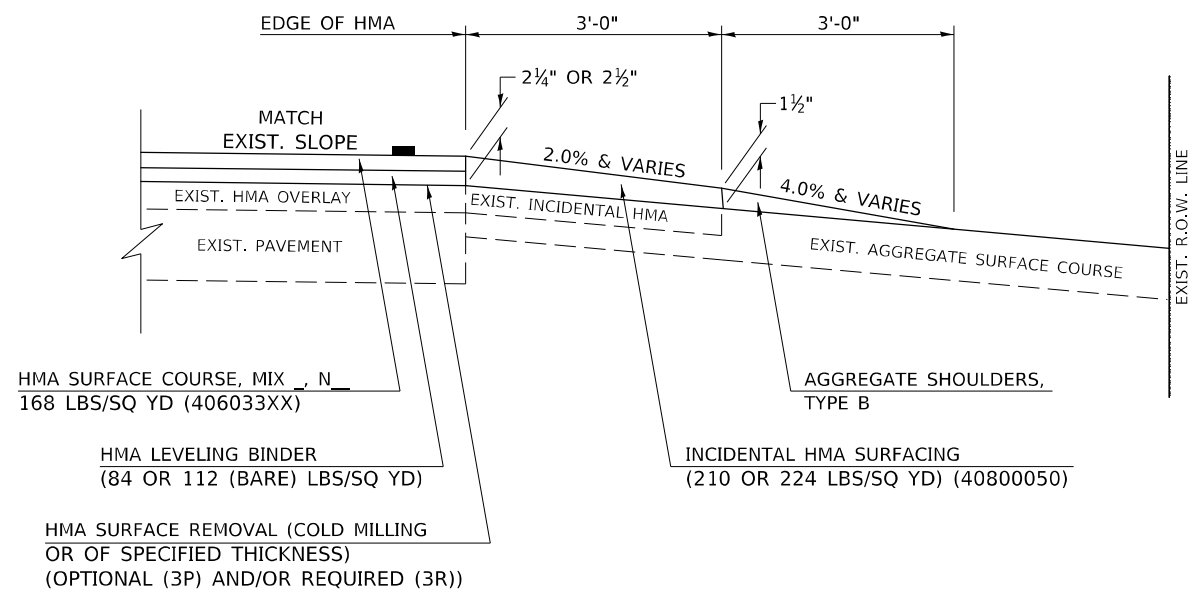 EDGE OF HMA
3'-0"
3'-0"
2¼" OR 2½"
1½"
MATCH
EXIST. SLOPE
2.0% & VARIES
4.0% & VARIES
EXIST. HMA OVERLAY
EXIST. INCIDENTAL HMA
EXIST. PAVEMENT
EXIST. AGGREGATE SURFACE COURSE
EXIST. R.O.W. LINE
HMA SURFACE COURSE, MIX _, N__
168 LBS/SQ YD (406033XX)
AGGREGATE SHOULDERS,
TYPE B
HMA LEVELING BINDER
(84 OR 112 (BARE) LBS/SQ YD)
INCIDENTAL HMA SURFACING
(210 OR 224 LBS/SQ YD) (40800050)
HMA SURFACE REMOVAL (COLD MILLING
OR OF SPECIFIED THICKNESS)
(OPTIONAL (3P) AND/OR REQUIRED (3R))